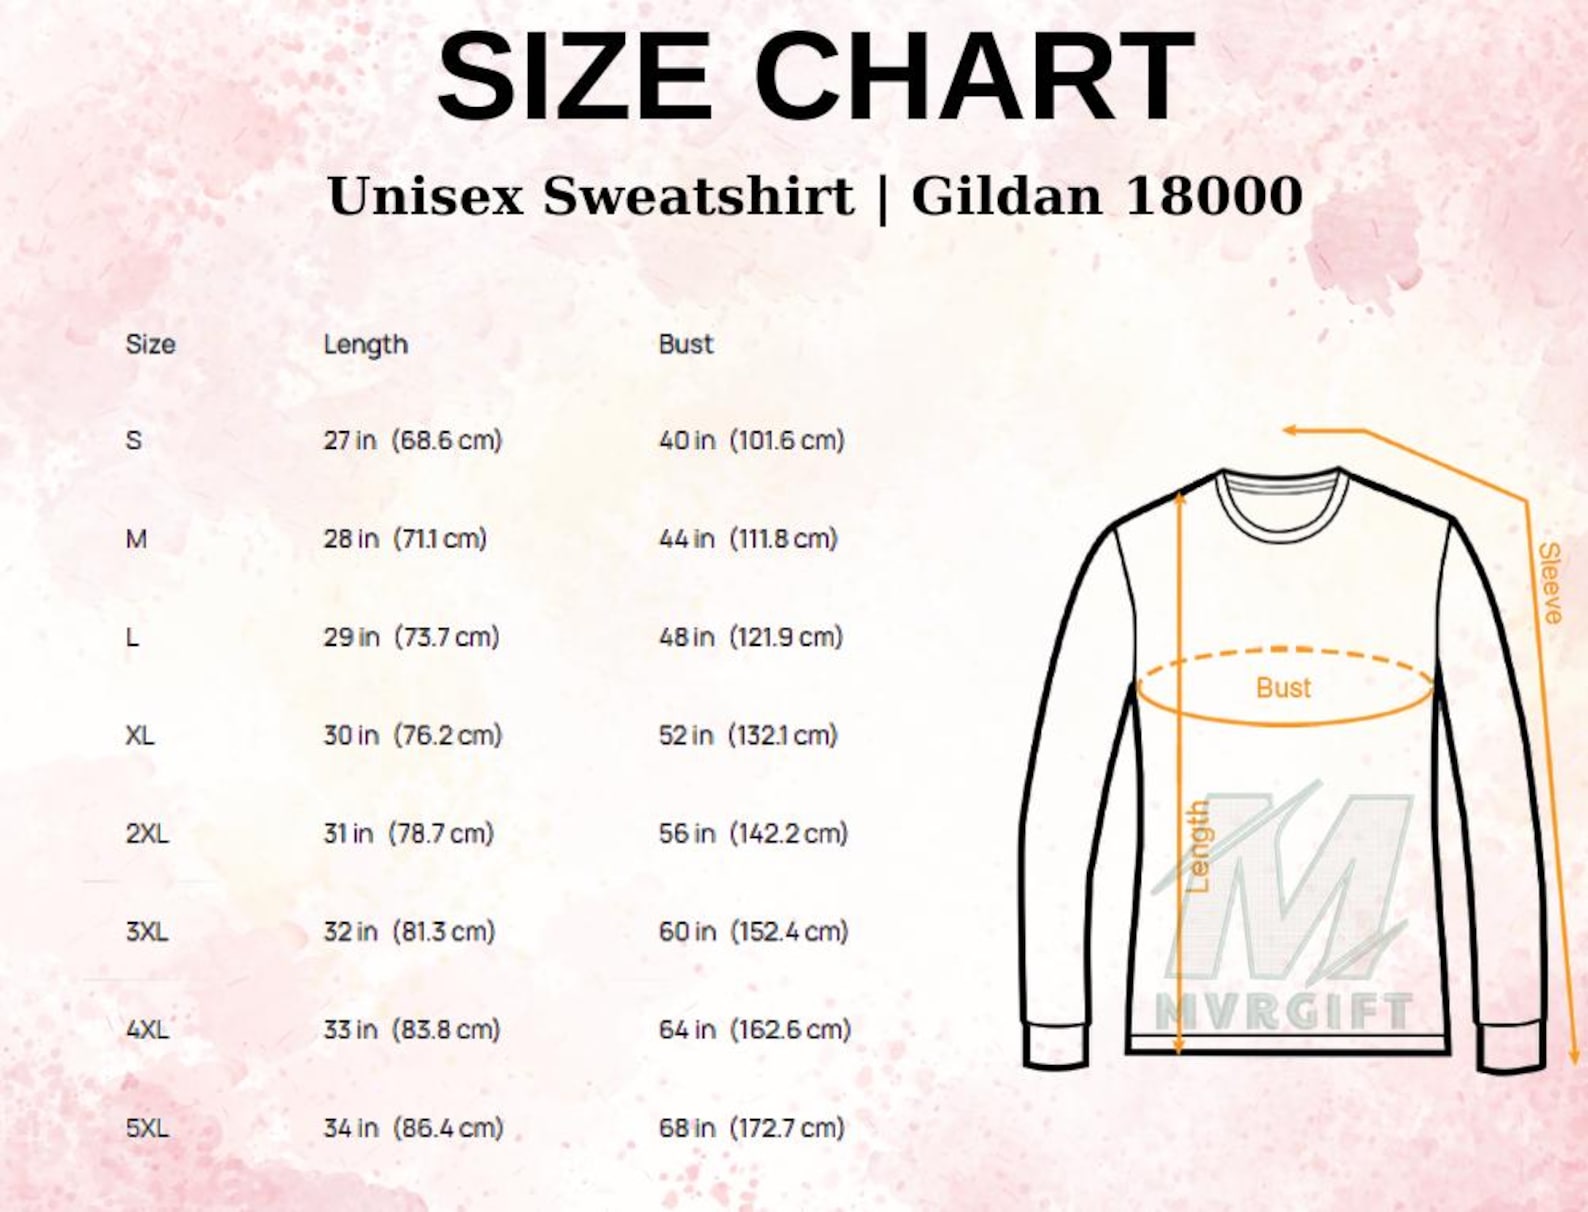 SIZE CHART
Unisex Sweatshirt | Gildan 18000
Size Length Bust
S 27 in (68.6 cm) 40 in (101.6 cm)
M 28 in (71.1 cm) 44 in (111.8 cm)
L 29 in (73.7 cm) 48 in (121.9 cm)
XL 30 in (76.2 cm) 52 in (132.1 cm)
2XL 31 in (78.7 cm) 56 in (142.2 cm)
3XL 32 in (81.3 cm) 60 in (152.4 cm)
4XL 33 in (83.8 cm) 64 in (162.6 cm)
5XL 34 in (86.4 cm) 68 in (172.7 cm)
Sleeve
Bust
Length
M
MVRGIFT